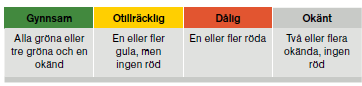 Gynnsam Otillräcklig Dålig Okänt
Alla gröna eller En eller fler En eller fler röda Två eller flera
tre gröna och en gula, men okända, ingen
okänd ingen röd röd